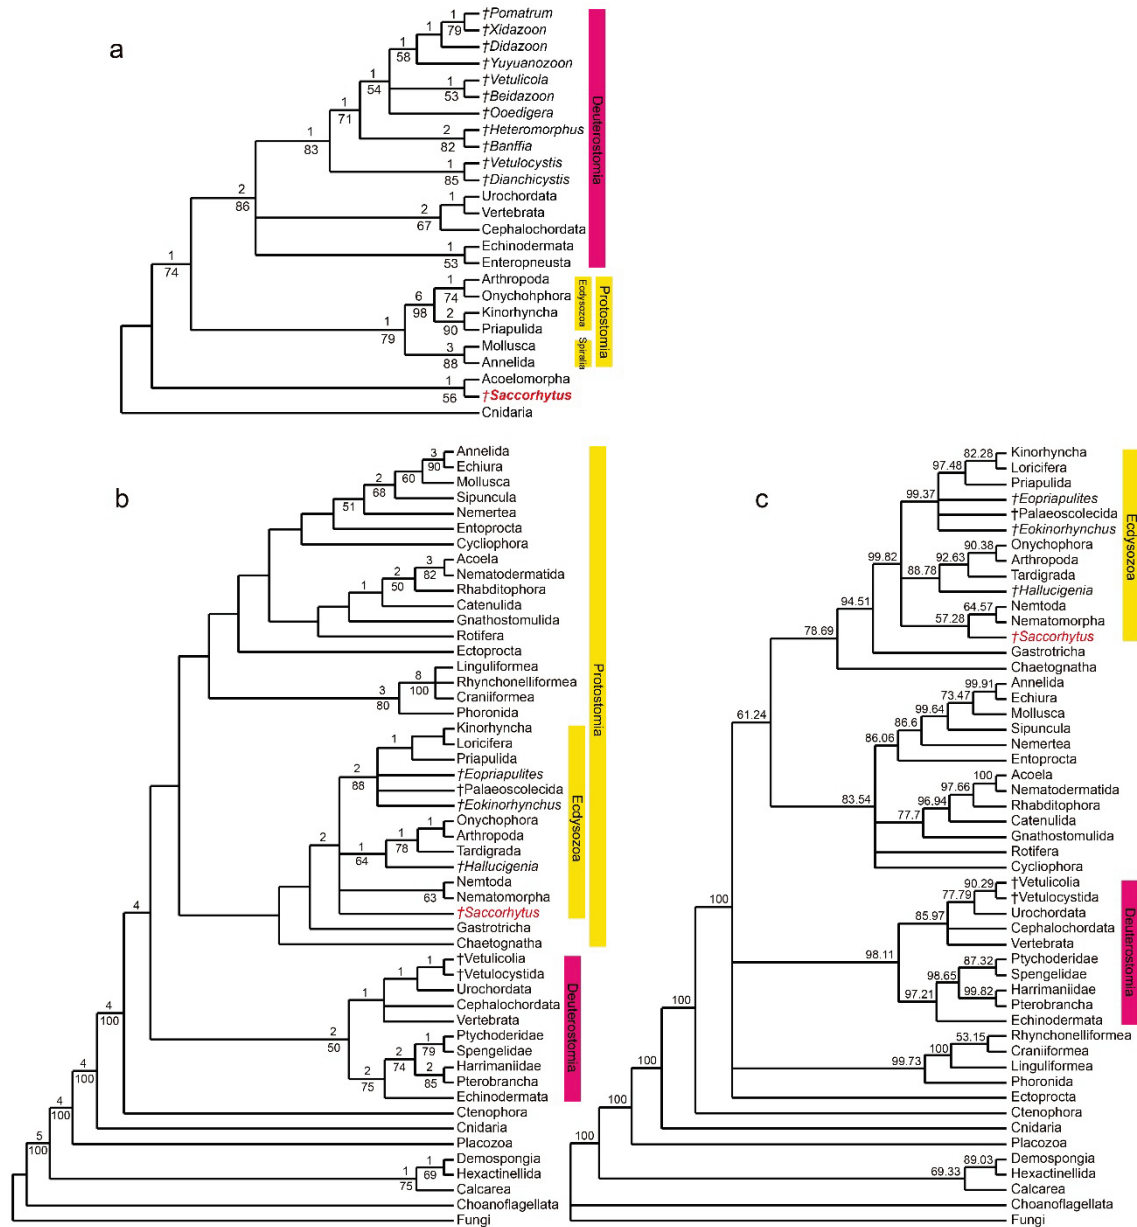 a
1
†Pomatrum
79
†Xidazoon
1
†Didazoon
1
58
†Yuyuanozoon
1
54
1
†Vetulicola
53
†Beidazoon
1
71
†Ooedigera
2
†Heteromorphus
1
83
82
†Banffia
1
†Vetulocystis
85
†Dianchicystis
2
86
1
Urochordata
2
Vertebrata
67
Cephalochordata
1
Echinodermata
1
74
53
Enteropneusta
Deuterostomia
1
Arthropoda
74
Onychohphora
6
98
2
Kinorhyncha
1
79
90
Priapulida
3
Mollusca
88
Annelida
Ecdysozoa
Spiralia
Protostomia
1
Acoelomorpha
56
†Saccorhytus
Cnidaria
b
3
Annelida
90
Echiura
2
60
Mollusca
68
Sipuncula
51
Nemertea
Entoprocta
Cycliophora
3
Acoela
2
82
Nematodermatida
1
50
Rhabditophora
Catenulida
Gnathostomulida
Rotifera
Ectoprocta
Linguliformea
8
Rhynchonelliformea
3
100
Craniiformea
80
Phoronida
Protostomia
Kinorhyncha
1
Loricifera
2
Priapulida
88
†Eopriapulites
†Palaeoscolecida
†Eokinorhynchus
2
1
Onychophora
1
1
78
Arthropoda
64
Tardigrada
†Hallucigenia
Nemtoda
63
Nematomorpha
†Saccorhytus
Ecdysozoa
Gastrotricha
Chaetognatha
4
1
†Vetulicolia
1
†Vetulocystida
1
Urochordata
Cephalochordata
Vertebrata
2
50
1
Ptychoderidae
2
79
Spengelidae
2
74
2
Harrimaniidae
75
85
Pterobrancha
Echinodermata
Deuterostomia
4
100
Ctenophora
4
100
Cnidaria
4
100
Placozoa
5
100
1
Demospongia
1
69
Hexactinellida
75
Calcarea
Choanoflagellata
Fungi
c
82.28
Kinorhyncha
97.48
Loricifera
99.37
Priapulida
†Eopriapulites
†Palaeoscolecida
†Eokinorhynchus
99.82
90.38
Onychophora
92.63
Arthropoda
88.78
Tardigrada
†Hallucigenia
94.51
64.57
Nemtoda
57.28
Nematomorpha
†Saccorhytus
Ecdysozoa
78.69
Gastrotricha
Chaetognatha
61.24
99.91
Annelida
73.47
Echiura
99.64
Mollusca
86.6
Sipuncula
86.06
Nemertea
Entoprocta
100
Acoela
97.66
Nematodermatida
96.94
Rhabditophora
83.54
77.7
Catenulida
Gnathostomulida
Rotifera
Cycliophora
100
90.29
†Vetulicolia
77.79
†Vetulocystida
85.97
Urochordata
Cephalochordata
Vertebrata
98.11
87.32
Ptychoderidae
98.65
Spengelidae
97.21
99.82
Harrimaniidae
Pterobrancha
Echinodermata
Deuterostomia
53.15
Rhynchonelliformea
100
Craniiformea
99.73
Linguliformea
Phoronida
Ectoprocta
100
Ctenophora
100
Cnidaria
100
Placozoa
100
89.03
Demospongia
69.33
Hexactinellida
Calcarea
Choanoflagellata
Fungi